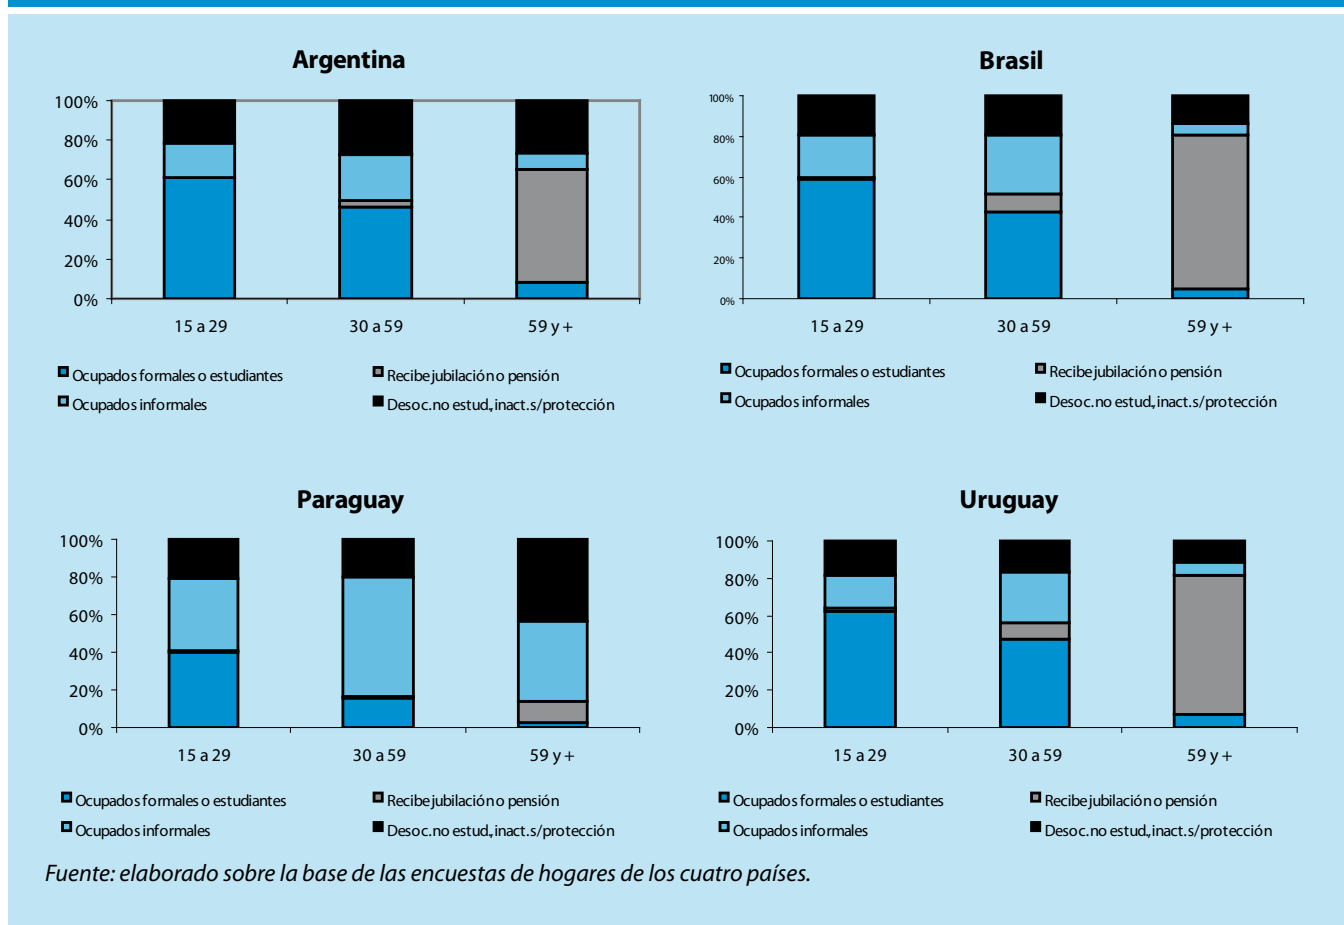 Argentina
100%
80%
60%
40%
20%
0%
15 a 29
30 a 59
59 y +
Ocupados formales o estudiantes
Recibe jubilación o pensión
Ocupados informales
Desoc. no estud., inact. s/protección
Brasil
100%
80%
60%
40%
20%
0%
15 a 29
30 a 59
59 y +
Ocupados formales o estudiantes
Recibe jubilación o pensión
Ocupados informales
Desoc. no estud., inact. s/protección
Paraguay
100%
80%
60%
40%
20%
0%
15 a 29
30 a 59
59 y +
Ocupados formales o estudiantes
Recibe jubilación o pensión
Ocupados informales
Desoc. no estud., inact. s/protección
Uruguay
100%
80%
60%
40%
20%
0%
15 a 29
30 a 59
59 y +
Ocupados formales o estudiantes
Recibe jubilación o pensión
Ocupados informales
Desoc. no estud., inact. s/protección
Fuente: elaborado sobre la base de las encuestas de hogares de los cuatro países.